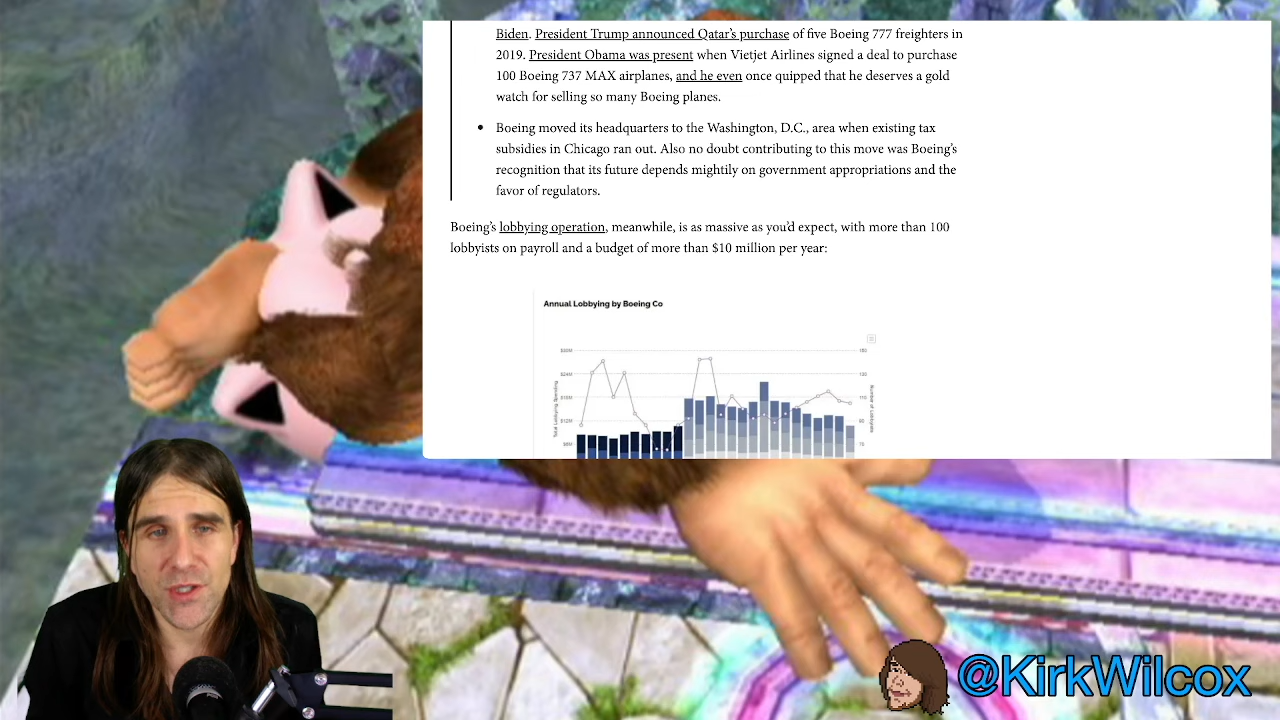 Biden. President Trump announced Qatar's purchase of five Boeing 777 freighters in
2019. President Obama was present when Vietjet Airlines signed a deal to purchase
100 Boeing 737 MAX airplanes, and he even once quipped that he deserves a gold
watch for selling so many Boeing planes.
• Boeing moved its headquarters to the Washington, D.C., area when existing tax
subsidies in Chicago ran out. Also no doubt contributing to this move was Boeing's
recognition that its future depends mightily on government appropriations and the
favor of regulators.
Boeing's lobbying operation, meanwhile, is as massive as you'd expect, with more than 100
lobbyists on payroll and a budget of more than $10 million per year:
Annual Lobbying by Boeing Co
Total Lobbying Spending
Number of Lobbyists
@KirkWilcox